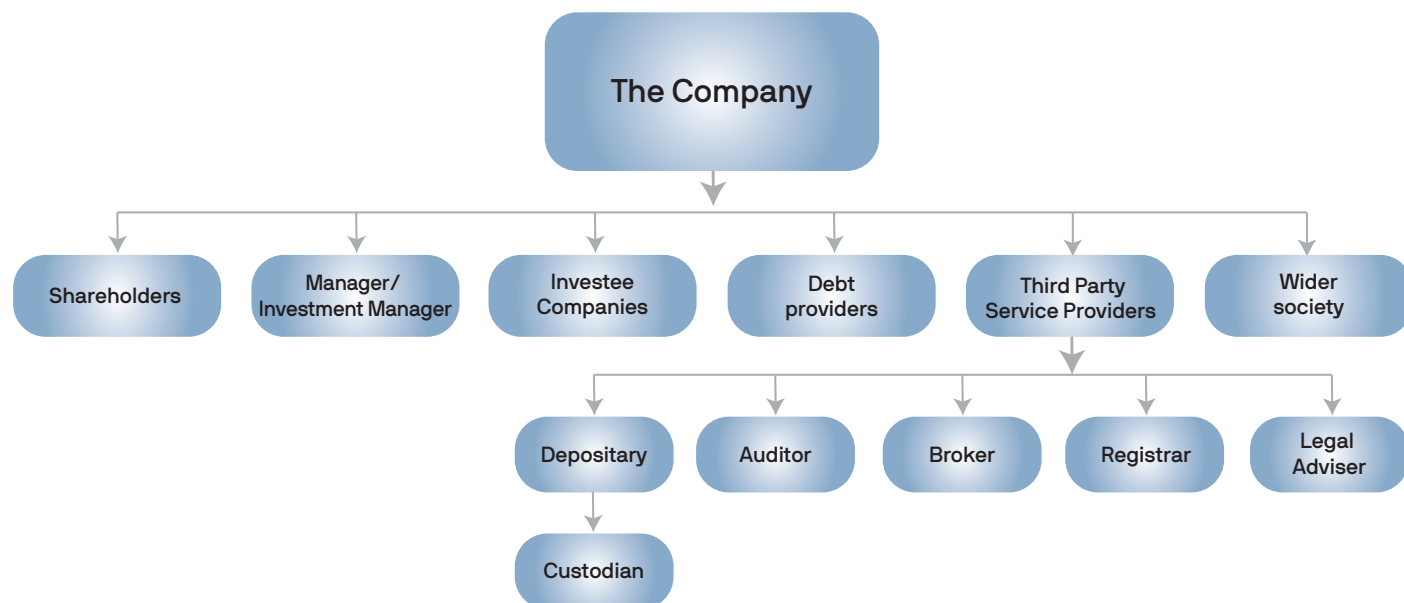 The Company
Shareholders
Manager/
Investment Manager
Investee
Companies
Debt
providers
Third Party
Service Providers
Wider
society
Depositary
Auditor
Broker
Registrar
Legal
Adviser
Custodian